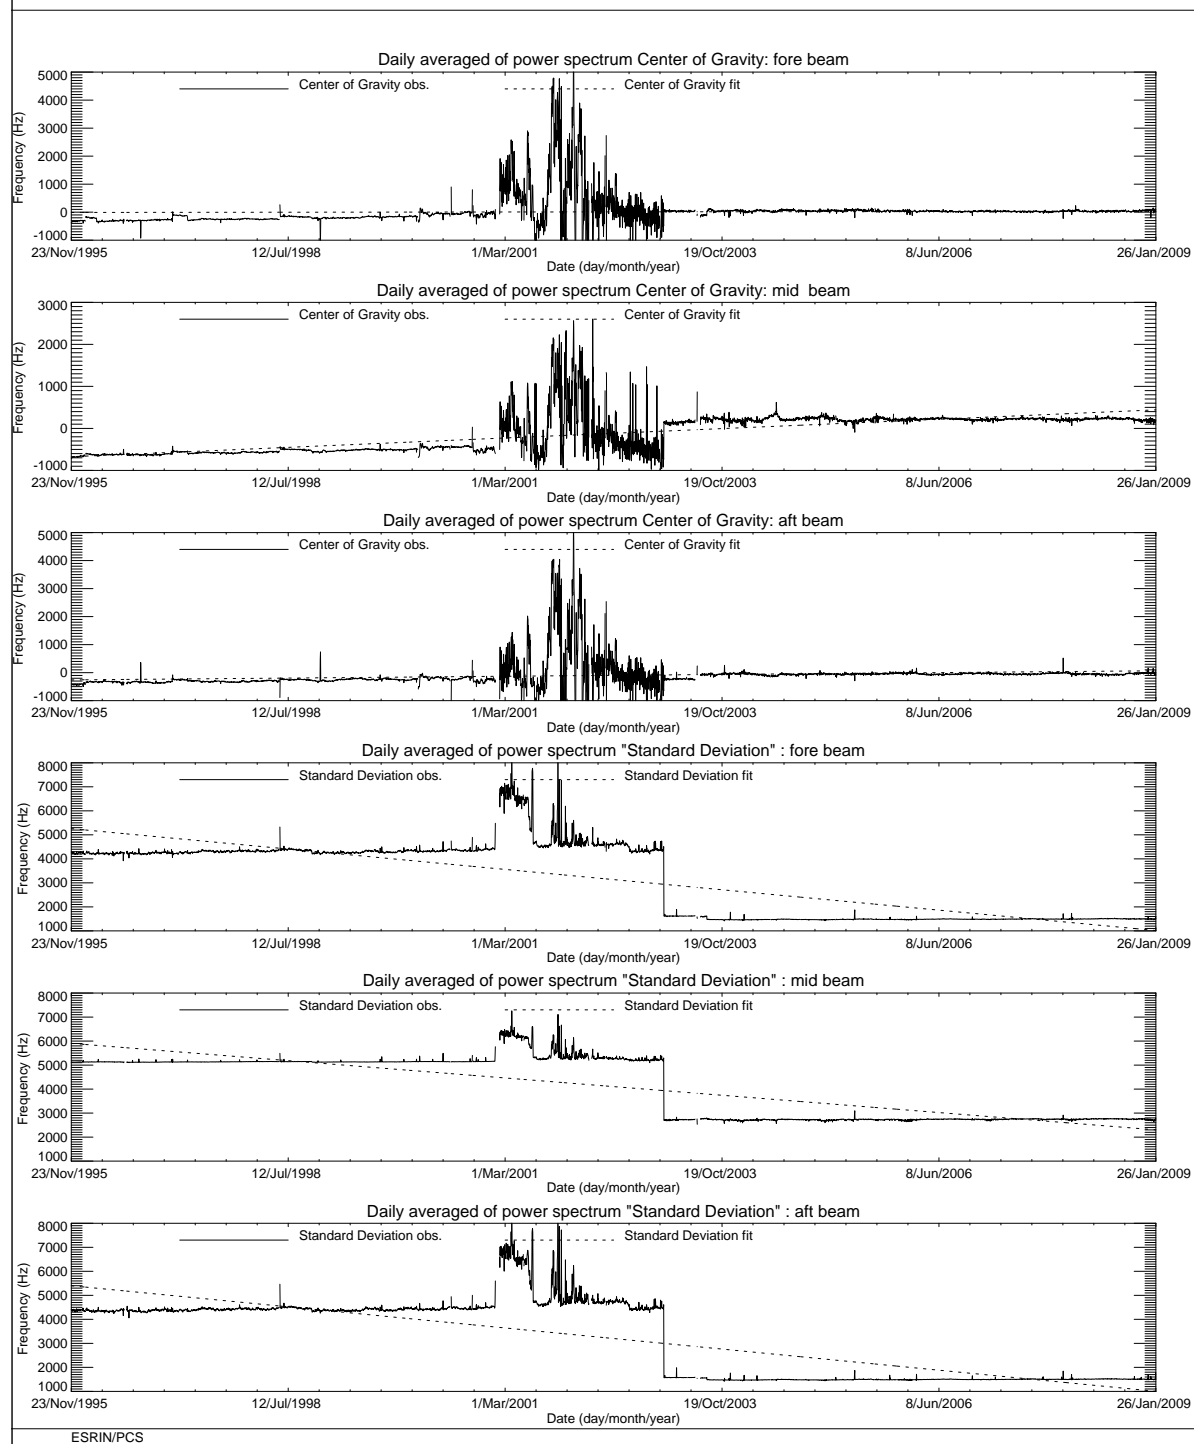 Daily averaged of power spectrum Center of Gravity: fore beam
5000
Center of Gravity obs.
Center of Gravity fit
4000
3000
2000
1000
0
-1000
Frequency (Hz)
23/Nov/1995 12/Jul/1998 1/Mar/2001 19/Oct/2003 8/Jun/2006 26/Jan/2009
Date (day/month/year)
Daily averaged of power spectrum Center of Gravity: mid beam
3000
Center of Gravity obs.
Center of Gravity fit
2000
1000
0
-1000
Frequency (Hz)
23/Nov/1995 12/Jul/1998 1/Mar/2001 19/Oct/2003 8/Jun/2006 26/Jan/2009
Date (day/month/year)
Daily averaged of power spectrum Center of Gravity: aft beam
5000
Center of Gravity obs.
Center of Gravity fit
4000
3000
2000
1000
0
-1000
Frequency (Hz)
23/Nov/1995 12/Jul/1998 1/Mar/2001 19/Oct/2003 8/Jun/2006 26/Jan/2009
Date (day/month/year)
Daily averaged of power spectrum "Standard Deviation" : fore beam
8000
Standard Deviation obs.
Standard Deviation fit
7000
6000
5000
4000
3000
2000
1000
Frequency (Hz)
23/Nov/1995 12/Jul/1998 1/Mar/2001 19/Oct/2003 8/Jun/2006 26/Jan/2009
Date (day/month/year)
Daily averaged of power spectrum "Standard Deviation" : mid beam
8000
Standard Deviation obs.
Standard Deviation fit
7000
6000
5000
4000
3000
2000
1000
Frequency (Hz)
23/Nov/1995 12/Jul/1998 1/Mar/2001 19/Oct/2003 8/Jun/2006 26/Jan/2009
Date (day/month/year)
Daily averaged of power spectrum "Standard Deviation" : aft beam
8000
Standard Deviation obs.
Standard Deviation fit
7000
6000
5000
4000
3000
2000
1000
Frequency (Hz)
23/Nov/1995 12/Jul/1998 1/Mar/2001 19/Oct/2003 8/Jun/2006 26/Jan/2009
Date (day/month/year)
ESRIN/PCS